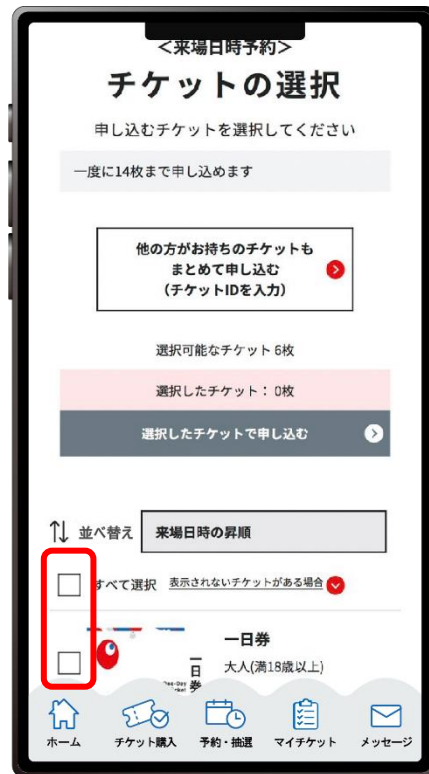 <来場日時予約>
チケットの選択
申し込むチケットを選択してください
一度に14枚まで申し込めます
他の方がお持ちのチケットも
まとめて申し込む
(チケットIDを入力)
選択可能なチケット 6枚
選択したチケット： 0枚
選択したチケットで申し込む
並べ替え 来場日時の昇順
すべて選択 表示されないチケットがある場合
一日券
大人(満18歳以上)
一日券
One-Day
ホーム チケット購入 予約・抽選 マイチケット メッセージ